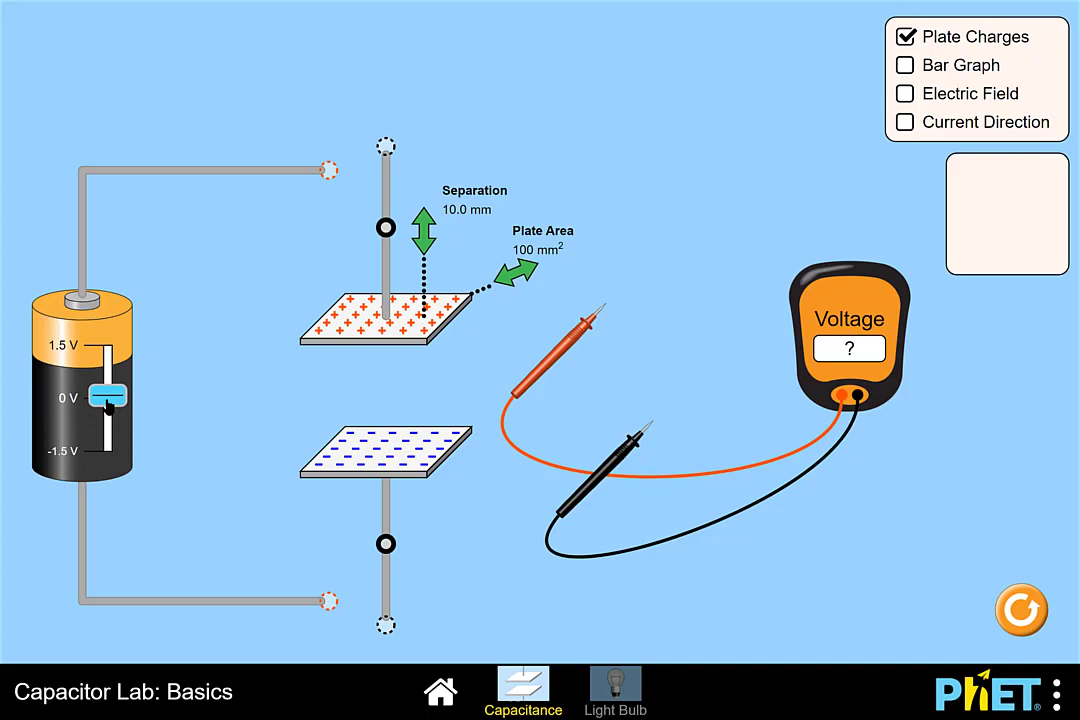 Plate Charges
Bar Graph
Electric Field
Current Direction
Separation
10.0 mm
Plate Area
100 mm²
1.5 V
0 V
-1.5 V
Voltage
?
Capacitor Lab: Basics
Capacitance
Light Bulb
PhET